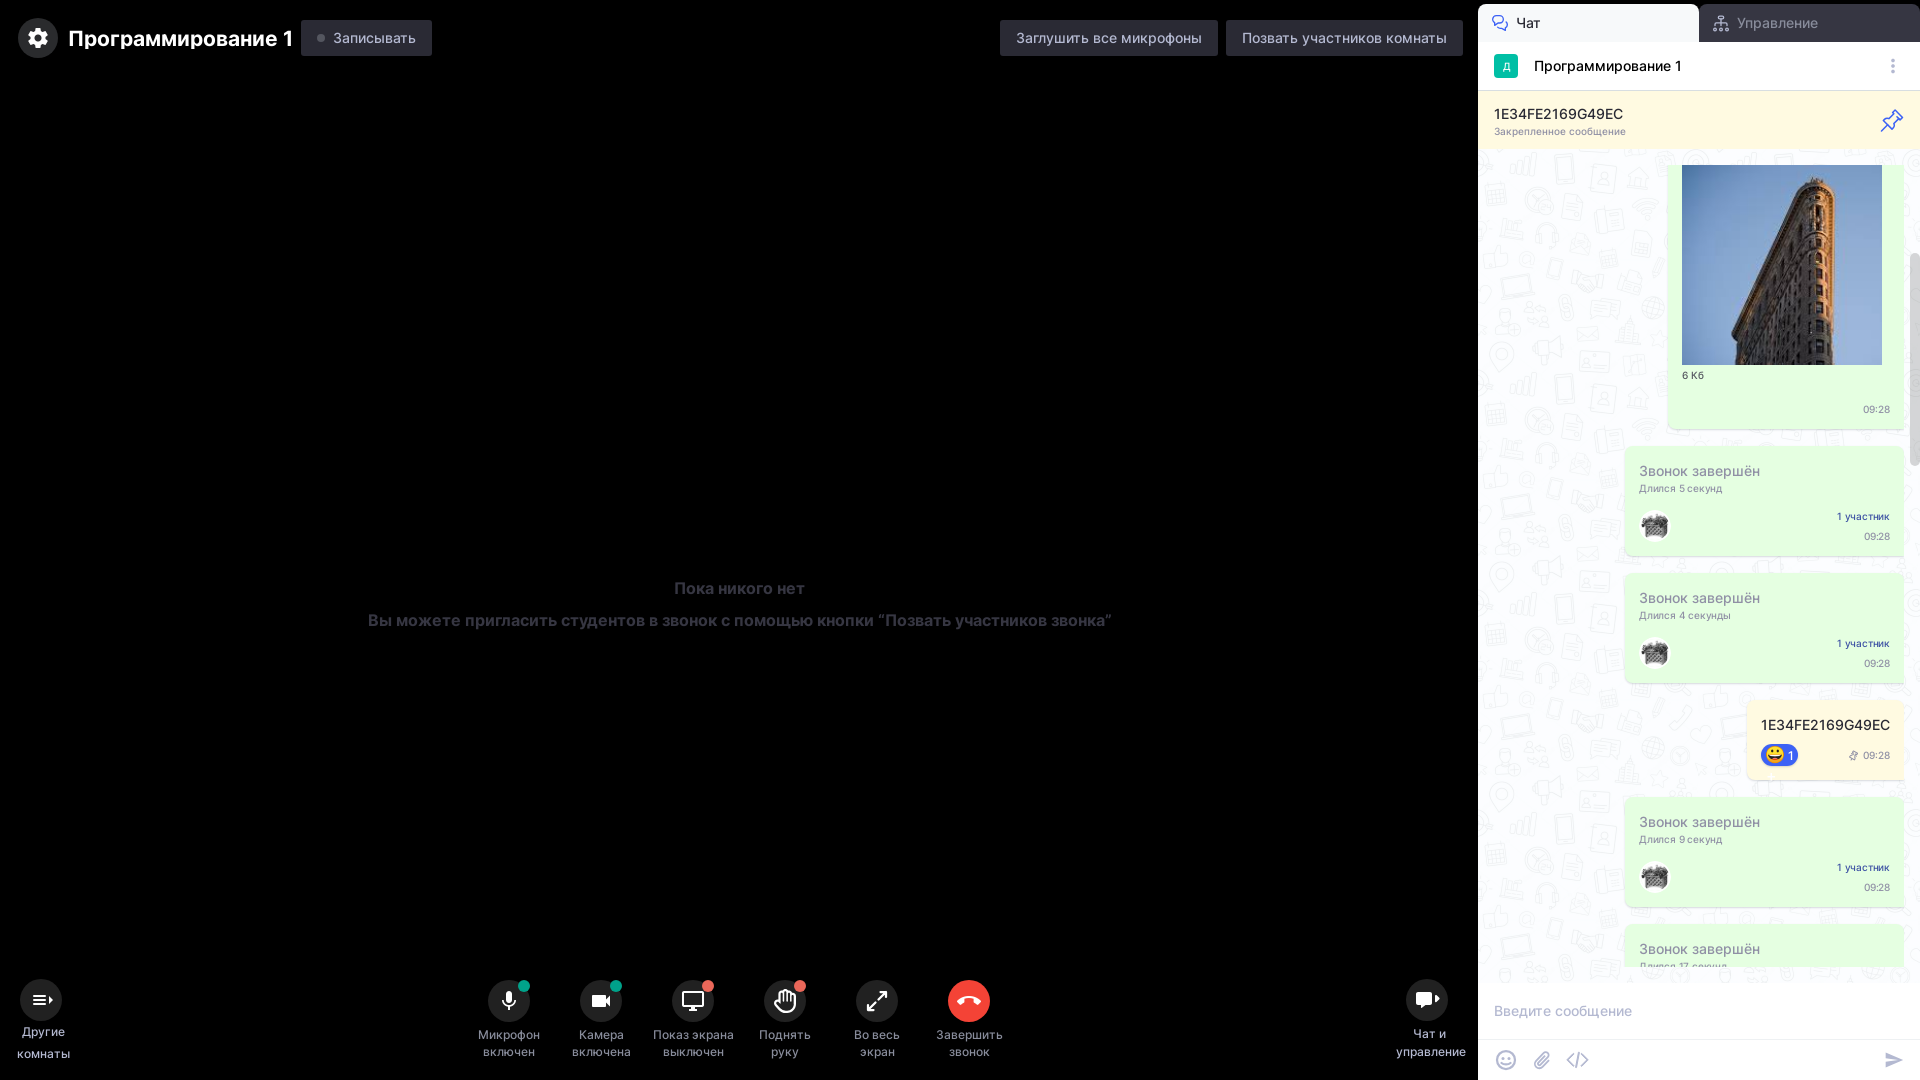 Программирование 1
Записывать
Заглушить все микрофоны
Позвать участников комнаты
Чат
Управление
Д
Программирование 1
1E34FE2169G49EC
Закрепленное сообщение
6 Кб
09:28
Звонок завершён
Длился 5 секунд
1 участник
09:28
Звонок завершён
Длился 4 секунды
1 участник
09:28
1E34FE2169G49EC
1
09:28
Звонок завершён
Длился 9 секунд
1 участник
09:28
Звонок завершён
Длился 17 секунд
Пока никого нет
Вы можете пригласить студентов в звонок с помощью кнопки “Позвать участников звонка”
Другие
комнаты
Микрофон
включен
Камера
включена
Показ экрана
выключен
Поднять
руку
Во весь
экран
Завершить
звонок
Чат и
управление
Введите сообщение